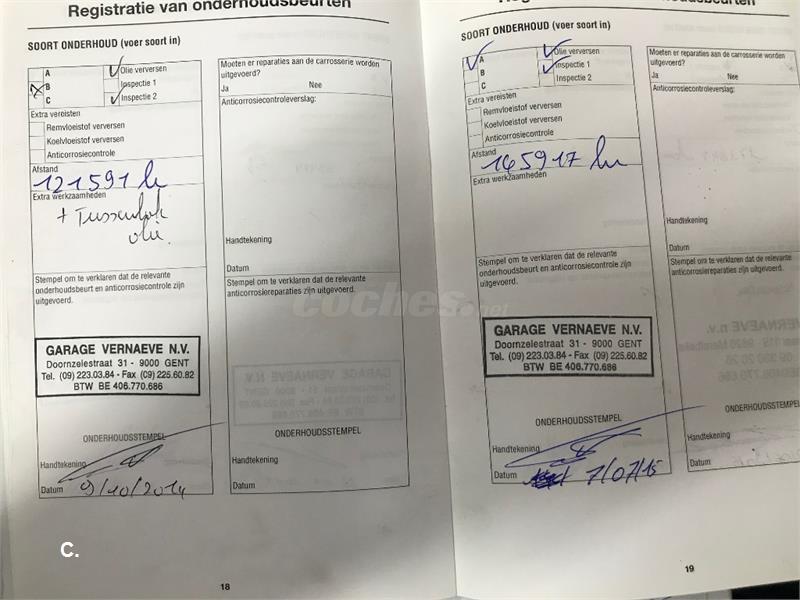 Registratie van onderhoudsbeurten
SOORT ONDERHOUD (voer soort in)
A
B
C
Olie verversen
Inspectie 1
Inspectie 2
Extra vereisten
Remvloeistof verversen
Koelvloeistof verversen
Anticorrosiecontrole
Afstand
121591 k
Extra werkzaamheden
+ Tussenbak
olie.
Stempel om te verklaren dat de relevante
onderhoudsbeurt en anticorrosiecontrole zijn
uitgevoerd.
GARAGE VERNAEVE N.V.
Doornzelestraat 31 - 9000 GENT
Tel. (09) 223.03.84 - Fax (09) 225.60.82
BTW BE 406.770.686
ONDERHOUDSSTEMPEL
Handtekening
Datum 9/10/2014
Moeten er reparaties aan de carrosserie worden
uitgevoerd?
Ja Nee
Anticorrosiecontroleverslag:
Handtekening
Datum
Stempel om te verklaren dat de relevante
anticorrosiereparaties zijn uitgevoerd.
ONDERHOUDSSTEMPEL
Handtekening
Datum
18
onderhoudsbeurten
SOORT ONDERHOUD (voer soort in)
A
B
C
Olie verversen
Inspectie 1
Inspectie 2
Extra vereisten
Remvloeistof verversen
Koelvloeistof verversen
Anticorrosiecontrole
Afstand
145917 km
Extra werkzaamheden
Stempel om te verklaren dat de relevante
onderhoudsbeurt en anticorrosiecontrole zijn
uitgevoerd.
GARAGE VERNAEVE N.V.
Doornzelestraat 31 - 9000 GENT
Tel. (09) 223.03.84 - Fax (09) 225.60.82
BTW BE 406.770.686
ONDERHOUDSSTEMPEL
Handtekening
Datum 7/07/15
Moeten er reparaties aan de carrosserie worden
uitgevoerd?
Ja Nee
Anticorrosiecontroleverslag:
Handtekening
Datum
Stempel om te verklaren dat de relevante
anticorrosiereparaties zijn uitgevoerd.
ONDERHOUDSSTEMPEL
Handtekening
Datum
19
coches.net
C.